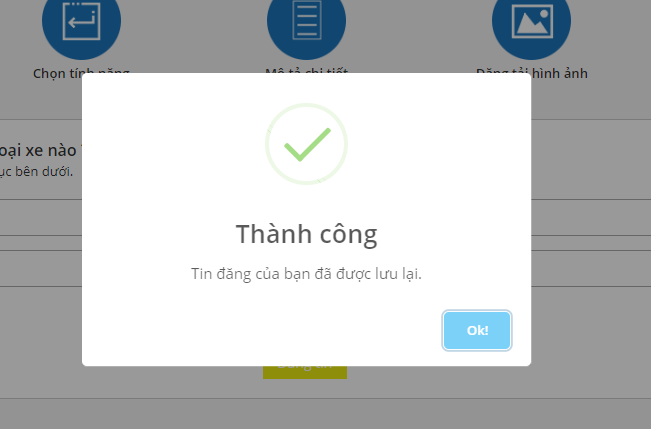 Chọn tính năng
Mô tả chi tiết
Đăng tải hình ảnh
oại xe nào
ục bên dưới.
Thành công
Tin đăng của bạn đã được lưu lại.
Ok!